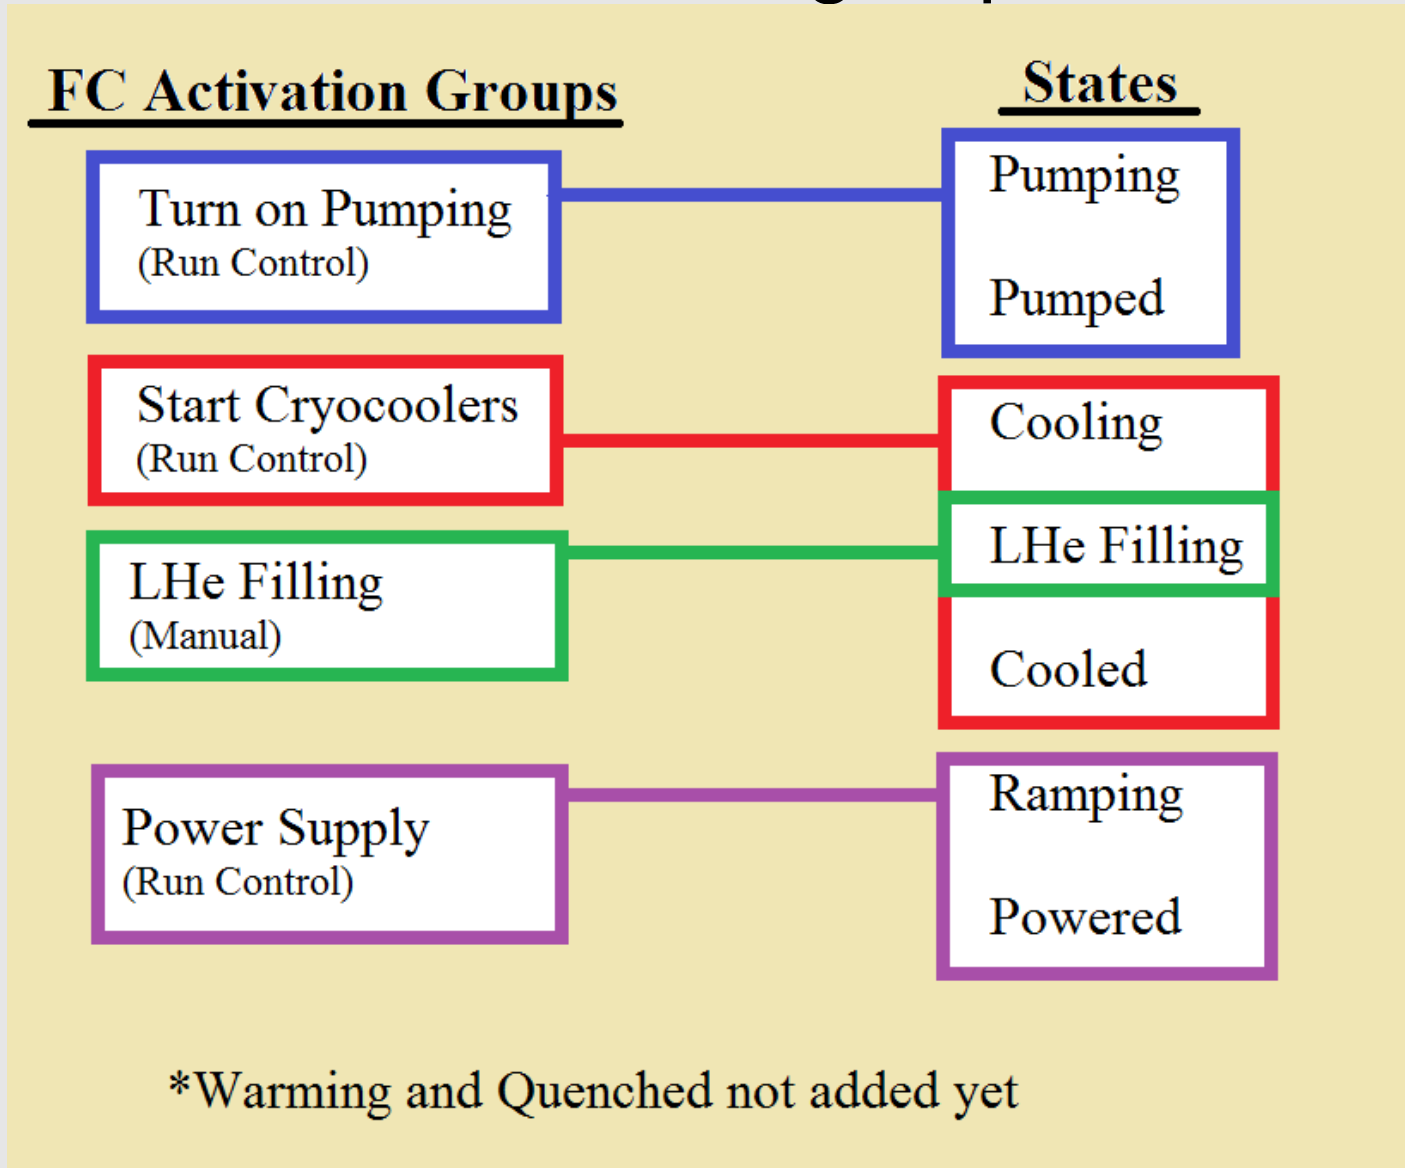 FC Activation Groups
States
Turn on Pumping
(Run Control)
Pumping
Pumped
Start Cryocoolers
(Run Control)
Cooling
LHe Filling
(Manual)
LHe Filling
Cooled
Power Supply
(Run Control)
Ramping
Powered
*Warming and Quenched not added yet